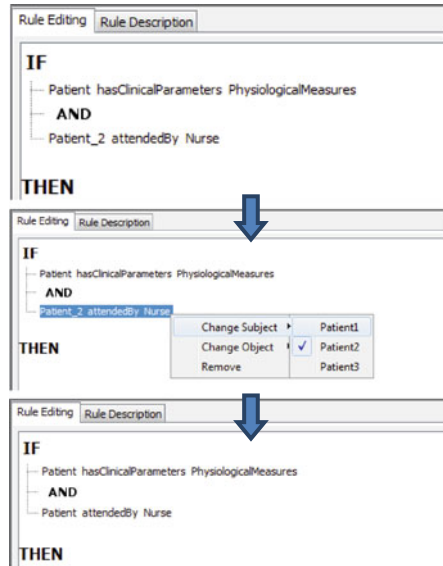 Rule Editing Rule Description
IF
Patient hasClinicalParameters PhysiologicalMeasures
AND
Patient_2 attendedBy Nurse
THEN
Rule Editing Rule Description
IF
Patient hasClinicalParameters PhysiologicalMeasures
AND
Patient_2 attendedBy Nurse
Change Subject Patient1
THEN Change Object ✓ Patient2
Remove Patient3
Rule Editing Rule Description
IF
Patient hasClinicalParameters PhysiologicalMeasures
AND
Patient attendedBy Nurse
THEN